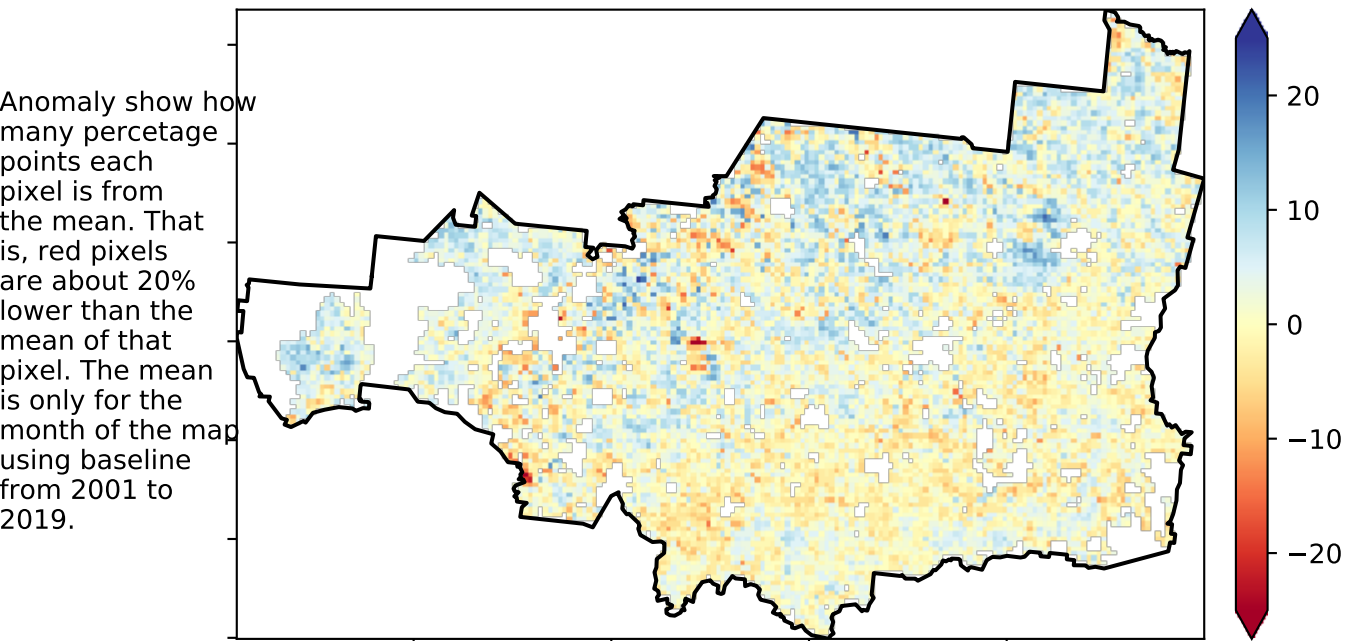 Anomaly show how
many percetage
points each
pixel is from
the mean. That
is, red pixels
are about 20%
lower than the
mean of that
pixel. The mean
is only for the
month of the map
using baseline
from 2001 to
2019.
20
10
0
−10
−20